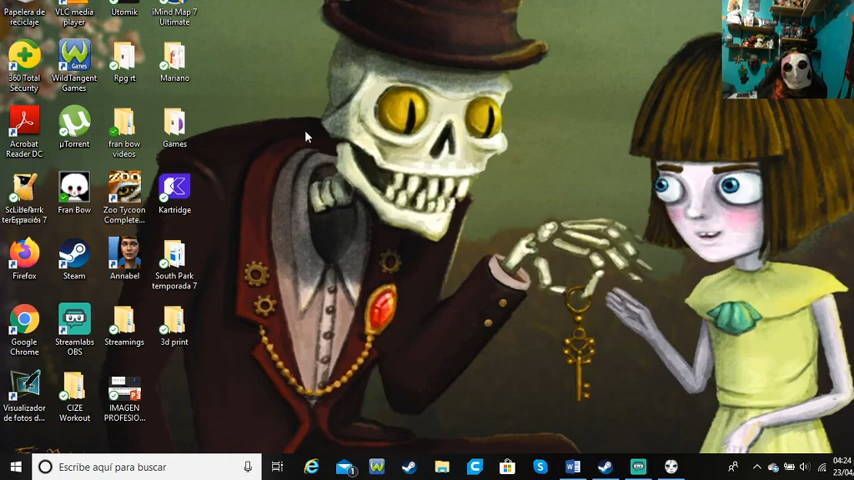 Papelera de
reciclaje
VLC media
player
Utomik
iMind Map 7
Ultimate
360 Total
Security
WildTangent
Games
Rpg rt
Mariano
Acrobat
Reader DC
µTorrent
fran bow
videos
Games
Fran Bow
Zoo Tycoon
Complete...
Kartridge
Firefox
Steam
Annabel
South Park
temporada 7
Google
Chrome
Streamlabs
OBS
Streamings
3d print
Visualizador
de fotos d...
CIZE
Workout
IMAGEN
PROFESIO...
Escribe aquí para buscar
04:24
23/04